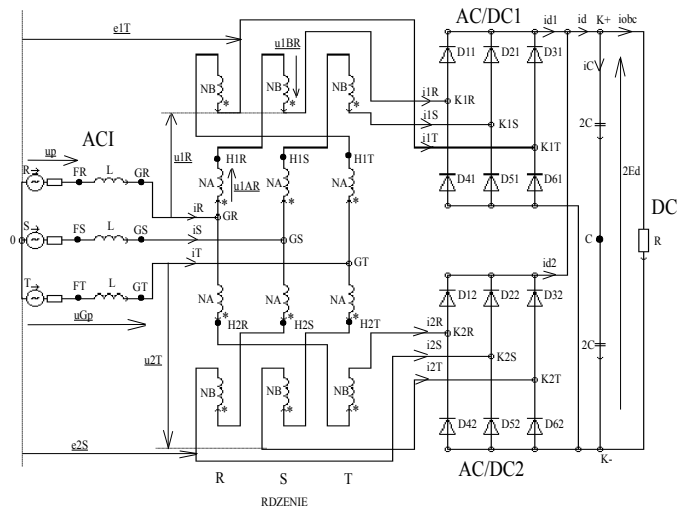 e1T
AC/DC1 id1 id K+ iobc
u1BR
D11 D21 D31
iC
NB NB NB
* * *
i1R
K1R
2C
ACI
i1S
K1S
u1R
i1T
K1T
up
H1R H1S H1T
2Ed
R FR L GR
NA u1AR NA NA
D41 D51 D61
DC
iR GR
0 S FS L GS iS GS
C
R
T FT L GT iT GT
id2
uGp
NA NA NA
D12 D22 D32
H2R H2S H2T
i2R
K2R
u2T
i2S
K2S
2C
NB NB NB
i2T
K2T
* * *
D42 D52 D62
e2S
K-
AC/DC2
R S T
RDZENIE